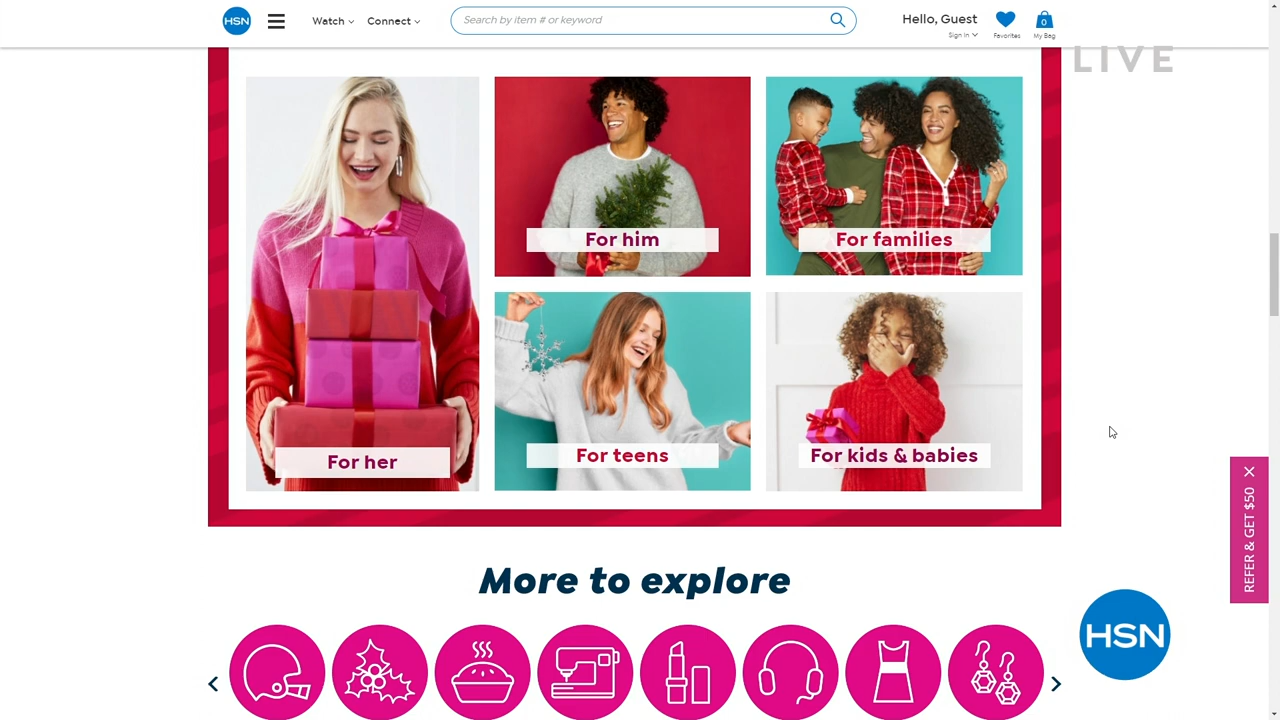 HSN
Watch
Connect
Search by item # or keyword
Hello, Guest
Sign In
Favorites
0
My Bag
LIVE
For him
For families
For her
For teens
For kids & babies
REFER & GET $50
More to explore
HSN